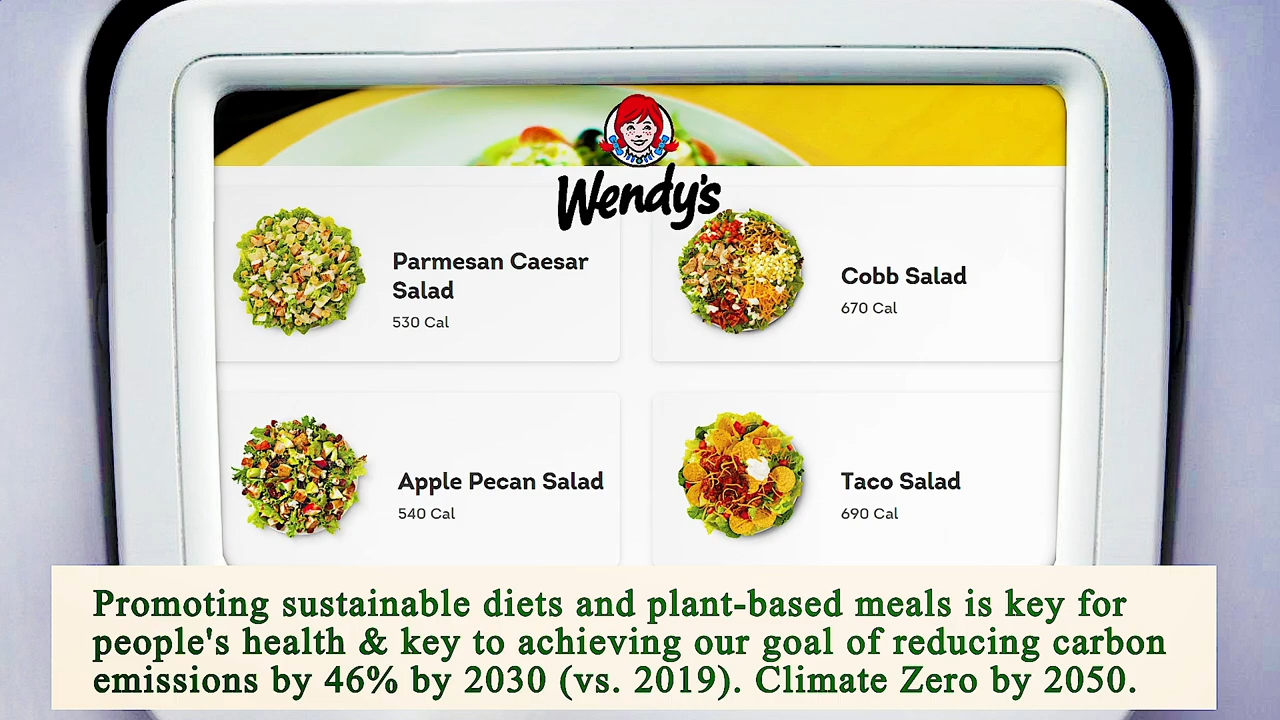 Wendy's
Parmesan Caesar
Salad
530 Cal
Cobb Salad
670 Cal
Apple Pecan Salad
540 Cal
Taco Salad
690 Cal
Promoting sustainable diets and plant-based meals is key for
people's health & key to achieving our goal of reducing carbon
emissions by 46% by 2030 (vs. 2019). Climate Zero by 2050.